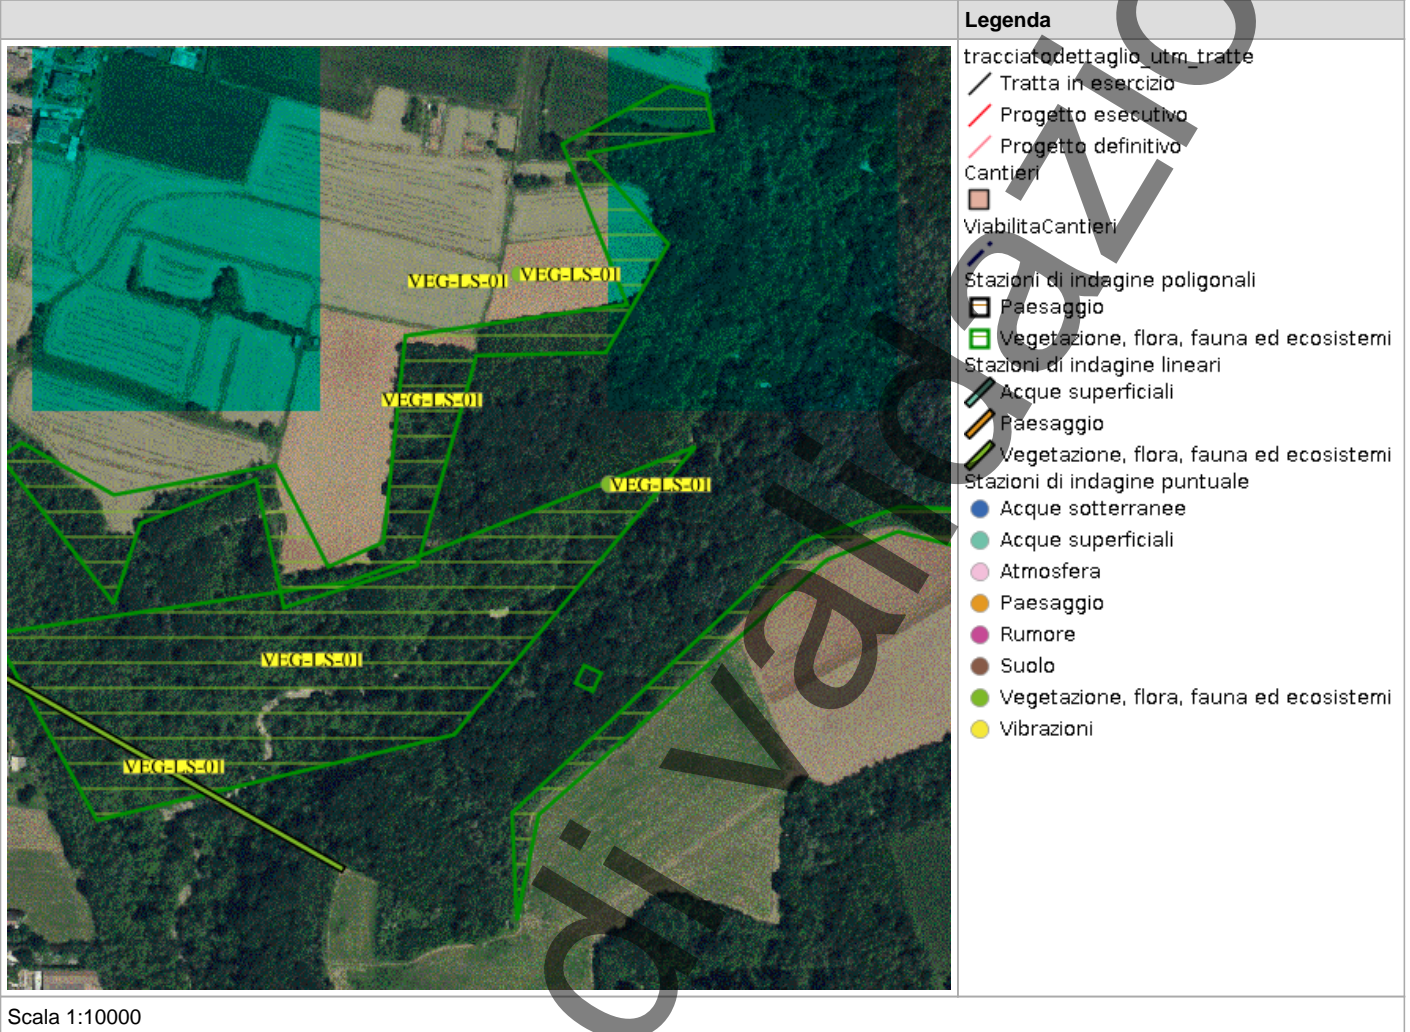 Legenda
tracciatodettaglio_utm_tratte
Tratta in esercizio
Progetto esecutivo
Progetto definitivo
Cantieri
ViabilitaCantieri
Stazioni di indagine poligonali
Paesaggio
Vegetazione, flora, fauna ed ecosistemi
Stazioni di indagine lineari
Acque superficiali
Paesaggio
Vegetazione, flora, fauna ed ecosistemi
Stazioni di indagine puntuale
Acque sotterranee
Acque superficiali
Atmosfera
Paesaggio
Rumore
Suolo
Vegetazione, flora, fauna ed ecosistemi
Vibrazioni
VEG-LS-01 VEG-LS-01
VEG-LS-01
VEG-LS-01
VEG-LS-01
VEG-LS-01
di validazio
Scala 1:10000